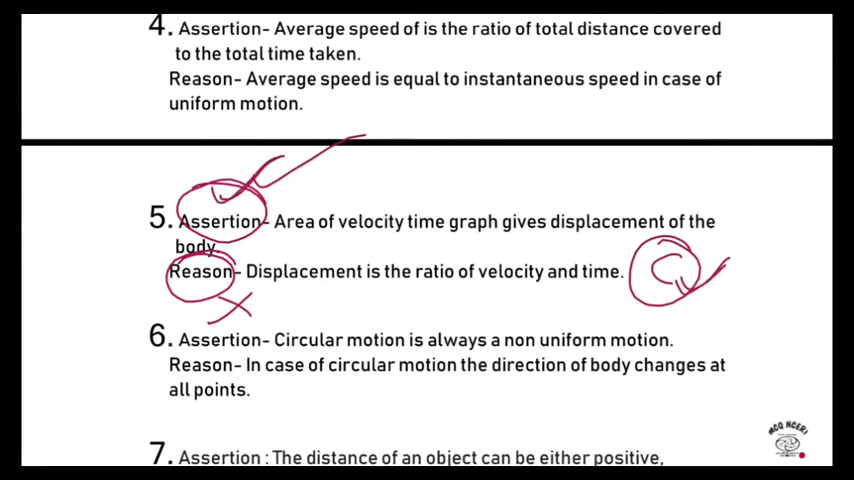 4. Assertion- Average speed of is the ratio of total distance covered
to the total time taken.
Reason- Average speed is equal to instantaneous speed in case of
uniform motion.
5. Assertion- Area of velocity time graph gives displacement of the
body.
Reason- Displacement is the ratio of velocity and time. C
6. Assertion- Circular motion is always a non uniform motion.
Reason- In case of circular motion the direction of body changes at
all points.
MCQ NCERT
7. Assertion : The distance of an object can be either positive,